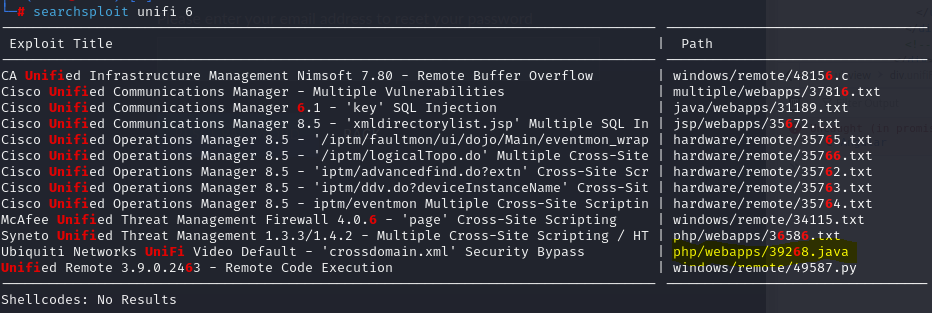 enter your email address to reset your password
└─# searchsploit unifi 6
Exploit Title | Path
CA Unified Infrastructure Management Nimsoft 7.80 - Remote Buffer Overflow | windows/remote/48156.c
Cisco Unified Communications Manager - Multiple Vulnerabilities | multiple/webapps/37816.txt
Cisco Unified Communications Manager 6.1 - 'key' SQL Injection | java/webapps/31189.txt
Cisco Unified Communications Manager 8.5 - 'xmldirectorylist.jsp' Multiple SQL In | jsp/webapps/35672.txt
Cisco Unified Operations Manager 8.5 - '/iptm/faultmon/ui/dojo/Main/eventmon_wrap | hardware/remote/35765.txt
Cisco Unified Operations Manager 8.5 - '/iptm/logicalTopo.do' Multiple Cross-Site | hardware/remote/35766.txt
Cisco Unified Operations Manager 8.5 - 'iptm/advancedfind.do?extn' Cross-Site Scr | hardware/remote/35762.txt
Cisco Unified Operations Manager 8.5 - 'iptm/ddv.do?deviceInstanceName' Cross-Sit | hardware/remote/35763.txt
Cisco Unified Operations Manager 8.5 - iptm/eventmon Multiple Cross-Site Scriptin | hardware/remote/35764.txt
McAfee Unified Threat Management Firewall 4.0.6 - 'page' Cross-Site Scripting | windows/remote/34115.txt
Syneto Unified Threat Management 1.3.3/1.4.2 - Multiple Cross-Site Scripting / HT | php/webapps/36586.txt
Ubiquiti Networks UniFi Video Default - 'crossdomain.xml' Security Bypass | php/webapps/39268.java
Unified Remote 3.9.0.2463 - Remote Code Execution | windows/remote/49587.py
Shellcodes: No Results